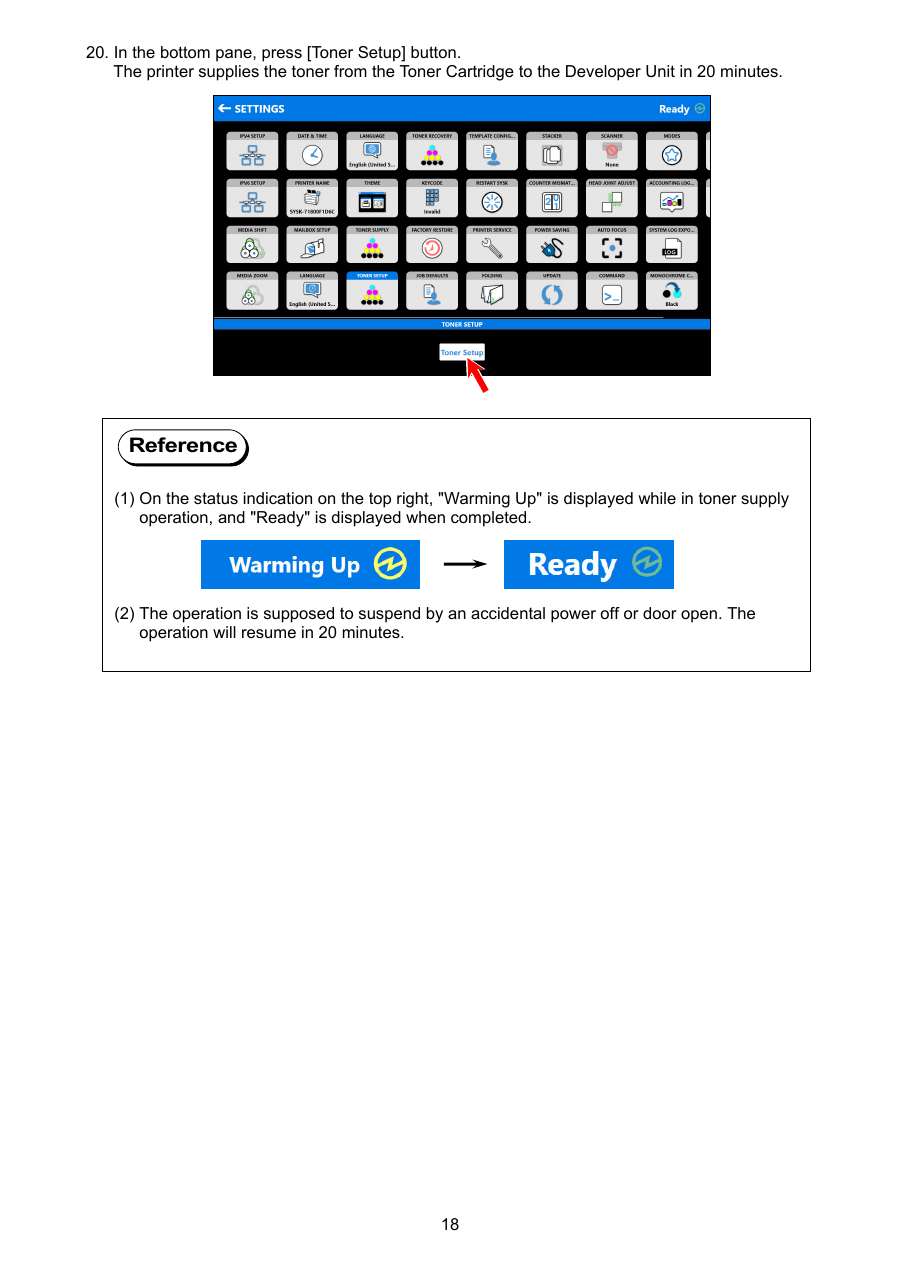 20. In the bottom pane, press [Toner Setup] button.
The printer supplies the toner from the Toner Cartridge to the Developer Unit in 20 minutes.
SETTINGS Ready
IPV4 SETUP DATE & TIME LANGUAGE TONER RECOVERY TEMPLATE CONFIG... STACKER SCANNER MODES
English (United S... None
IPV6 SETUP PRINTER NAME THEME KEYCODE RESTART SYSK COUNTER MGMAT... HEAD JOINT ADJUST ACCOUNTING LOG...
SYSK-71800F1D6C Invalid
MEDIA SHIFT MAILBOX SETUP TONER SUPPLY FACTORY RESTORE PRINTER SERVICE POWER SAVING AUTO FOCUS SYSTEM LOG EXPO...
LOG
MEDIA ZOOM LANGUAGE TONER SETUP JOB DEFAULTS FOLDING UPDATE COMMAND MONOCHROME C...
English (United S... Black
TONER SETUP
Toner Setup
Reference
(1) On the status indication on the top right, "Warming Up" is displayed while in toner supply
operation, and "Ready" is displayed when completed.
Warming Up Ready
(2) The operation is supposed to suspend by an accidental power off or door open. The
operation will resume in 20 minutes.
18